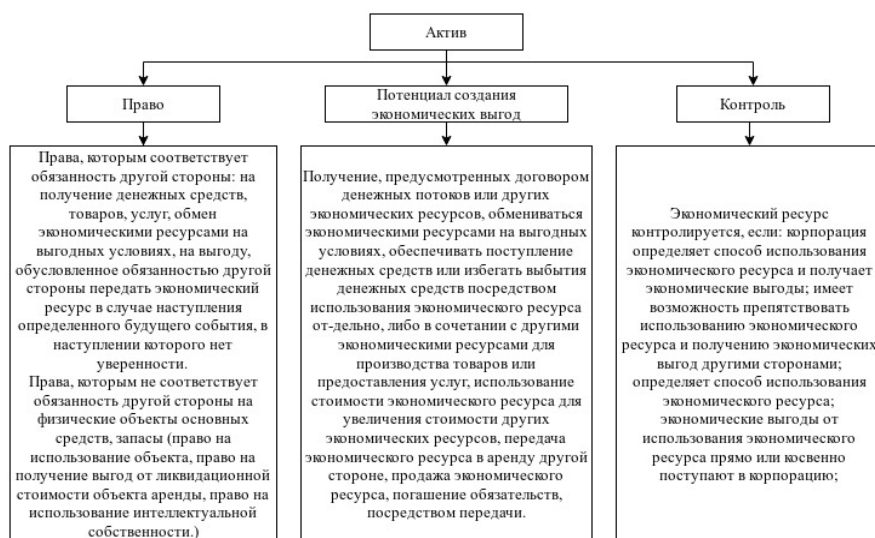 Актив
Право
Потенциал создания
экономических выгод
Контроль
Права, которым соответствует
обязанность другой стороны: на
получение денежных средств,
товаров, услуг, обмен
экономическими ресурсами на
выгодных условиях, на выгоду,
обусловленное обязанностью другой
стороны передать экономический
ресурс в случае наступления
определенного будущего события, в
наступлении которого нет
уверенности.
Права, которым не соответствует
обязанность другой стороны на
физические объекты основных
средств, запасы (право на
использование объекта, право на
получение выгод от ликвидационной
стоимости объекта аренды, право на
использование интеллектуальной
собственности.)
Получение, предусмотренных договором
денежных потоков или других
экономических ресурсов, обмениваться
экономическими ресурсами на выгодных
условиях, обеспечивать поступление
денежных средств или избегать выбытия
денежных средств посредством
использования экономического ресурса
от-дельно, либо в сочетании с другими
экономическими ресурсами для
производства товаров или
предоставления услуг, использование
стоимости экономического ресурса для
увеличения стоимости других
экономических ресурсов, передача
экономического ресурса в аренду другой
стороне, продажа экономического
ресурса, погашение обязательств,
посредством передачи.
Экономический ресурс
контролируется, если: корпорация
определяет способ использования
экономического ресурса и получает
экономические выгоды; имеет
возможность препятствовать
использованию экономического
ресурса и получению экономических
выгод другими сторонами;
определяет способ использования
экономического ресурса;
экономические выгоды от
использования экономического
ресурса прямо или косвенно
поступают в корпорацию;